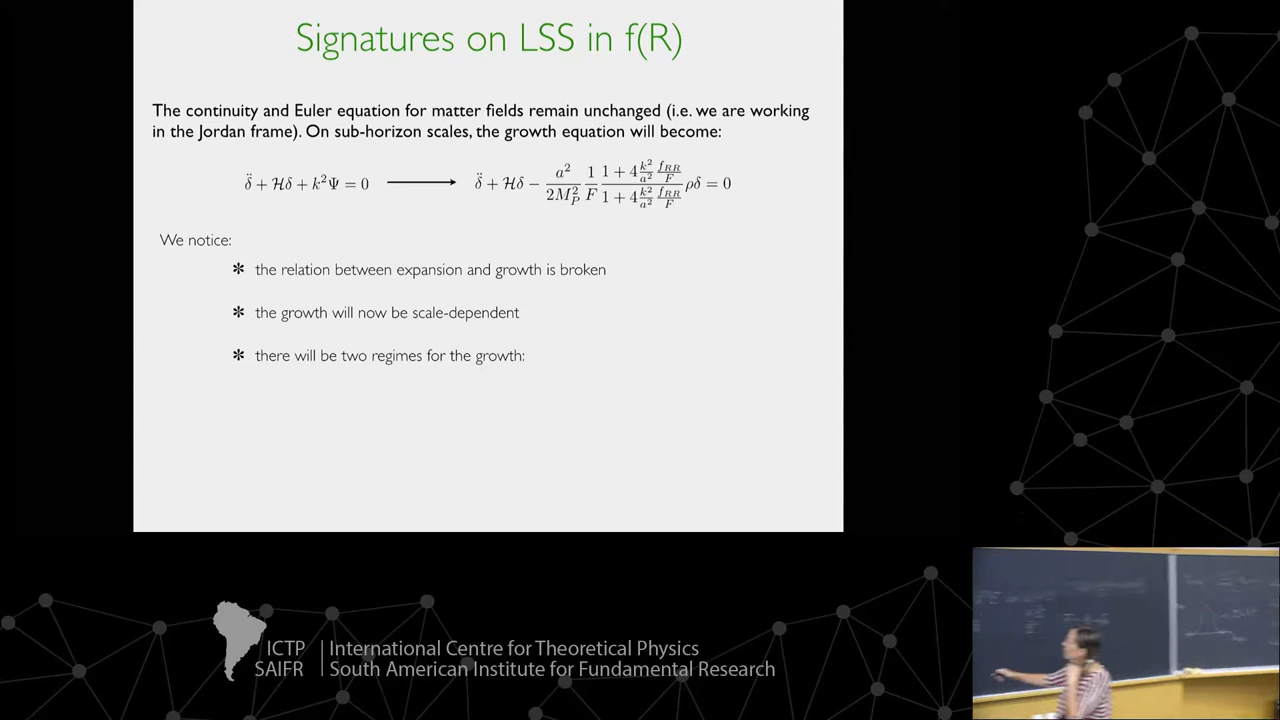 Signatures on LSS in f(R)
The continuity and Euler equation for matter fields remain unchanged (i.e. we are working
in the Jordan frame). On sub-horizon scales, the growth equation will become:
$\ddot{\delta} + \mathcal{H}\delta + k^2\Psi = 0 \longrightarrow \ddot{\delta} + \mathcal{H}\delta - \frac{a^2}{2M_P^2}\frac{1}{F}\frac{1+4\frac{k^2}{a^2}\frac{f_{RR}}{F}}{1+4\frac{k^2}{a^2}\frac{f_{RR}}{F}}\rho\delta = 0$
We notice:
✻ the relation between expansion and growth is broken
✻ the growth will now be scale-dependent
✻ there will be two regimes for the growth:
ICTP | International Centre for Theoretical Physics
SAIFR | South American Institute for Fundamental Research